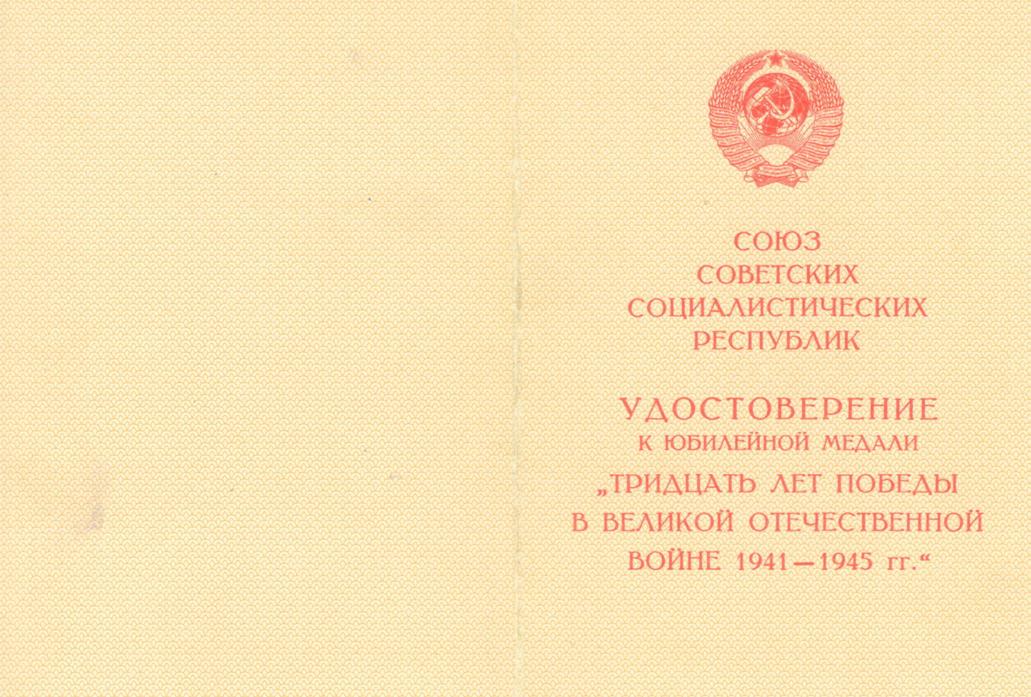 СОЮЗ
СОВЕТСКИХ
СОЦИАЛИСТИЧЕСКИХ
РЕСПУБЛИК
УДОСТОВЕРЕНИЕ
К ЮБИЛЕЙНОЙ МЕДАЛИ
„ТРИДЦАТЬ ЛЕТ ПОБЕДЫ
В ВЕЛИКОЙ ОТЕЧЕСТВЕННОЙ
ВОЙНЕ 1941—1945 гг.“